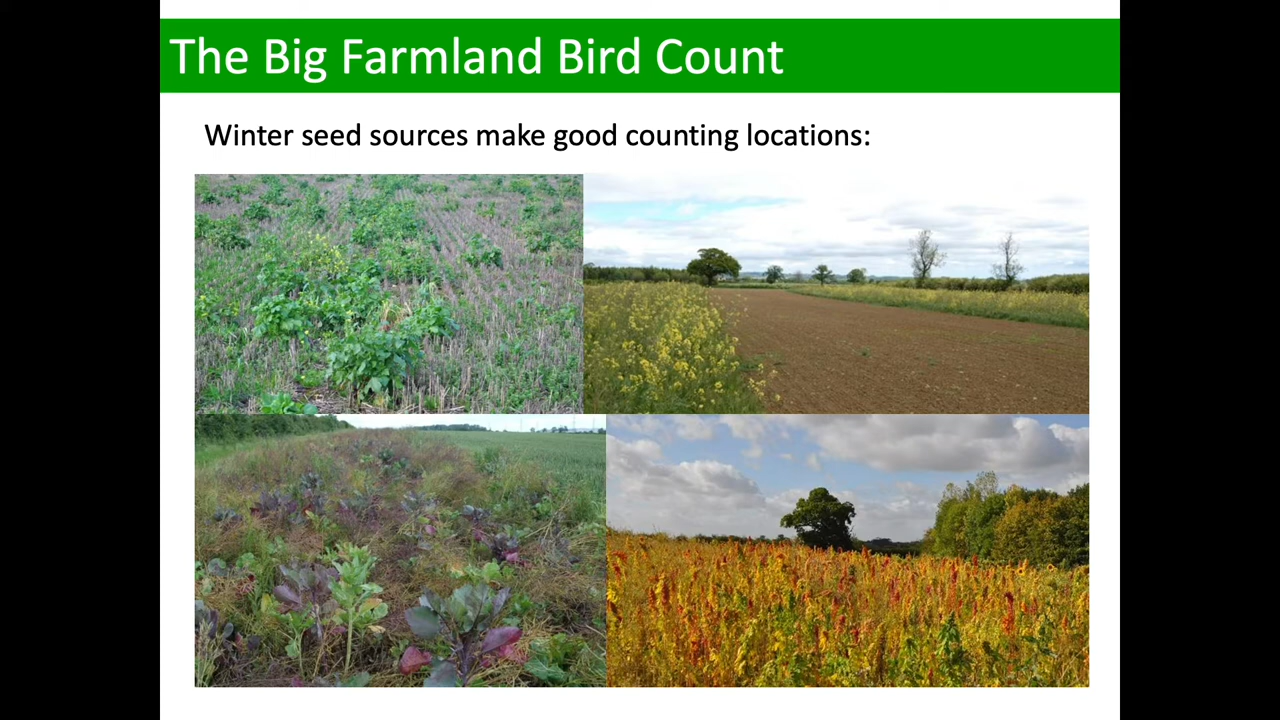 The Big Farmland Bird Count
Winter seed sources make good counting locations: